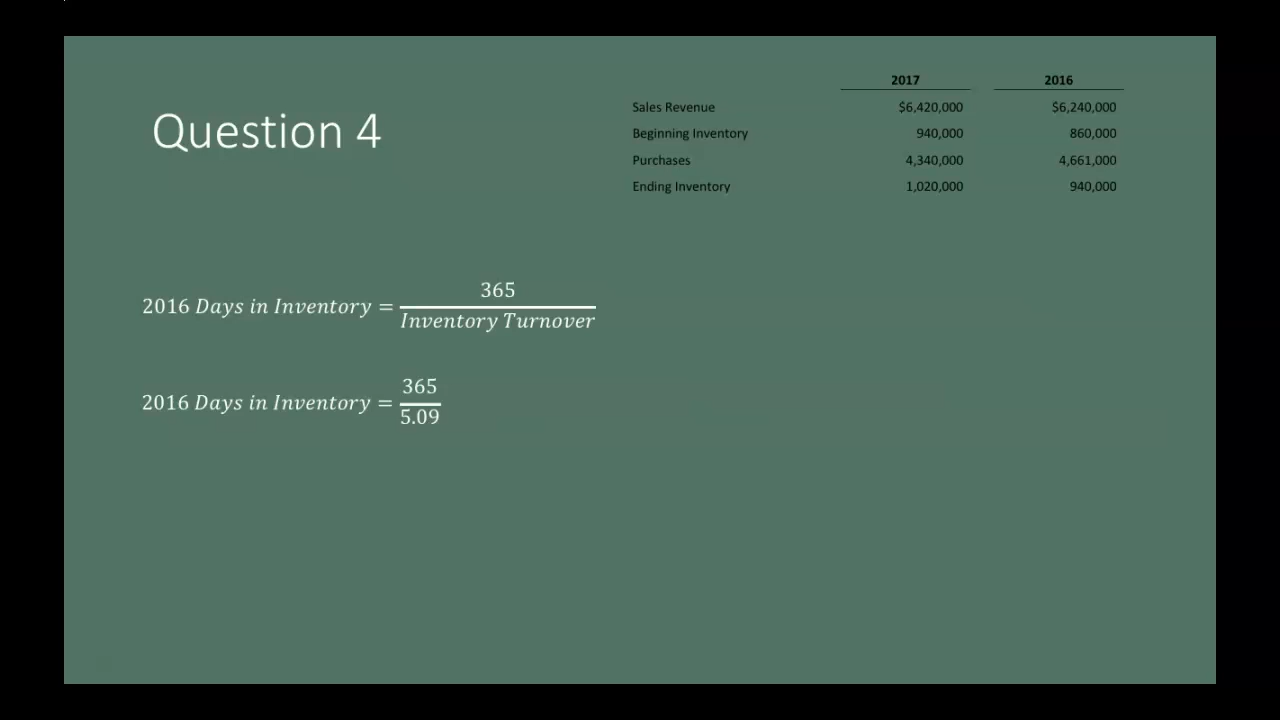 Question 4
2017 2016
Sales Revenue $6,420,000 $6,240,000
Beginning Inventory 940,000 860,000
Purchases 4,340,000 4,661,000
Ending Inventory 1,020,000 940,000
2016 Days in Inventory = 365 / Inventory Turnover
2016 Days in Inventory = 365 / 5.09